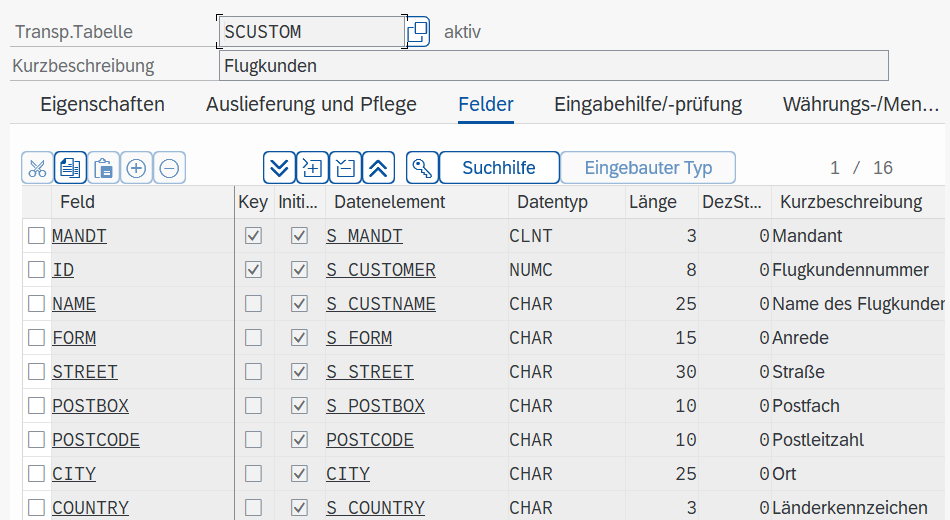 Transp.Tabelle SCUSTOM aktiv
Kurzbeschreibung Flugkunden
Eigenschaften Auslieferung und Pflege Felder Eingabehilfe/-prüfung Währungs-/Men...
Suchhilfe Eingebauter Typ 1 / 16
Feld Key Initi... Datenelement Datentyp Länge DezSt... Kurzbeschreibung
MANDT S_MANDT CLNT 3 0 Mandant
ID S_CUSTOMER NUMC 8 0 Flugkundennummer
NAME S_CUSTNAME CHAR 25 0 Name des Flugkunden
FORM S_FORM CHAR 15 0 Anrede
STREET S_STREET CHAR 30 0 Straße
POSTBOX S_POSTBOX CHAR 10 0 Postfach
POSTCODE POSTCODE CHAR 10 0 Postleitzahl
CITY CITY CHAR 25 0 Ort
COUNTRY S_COUNTRY CHAR 3 0 Länderkennzeichen